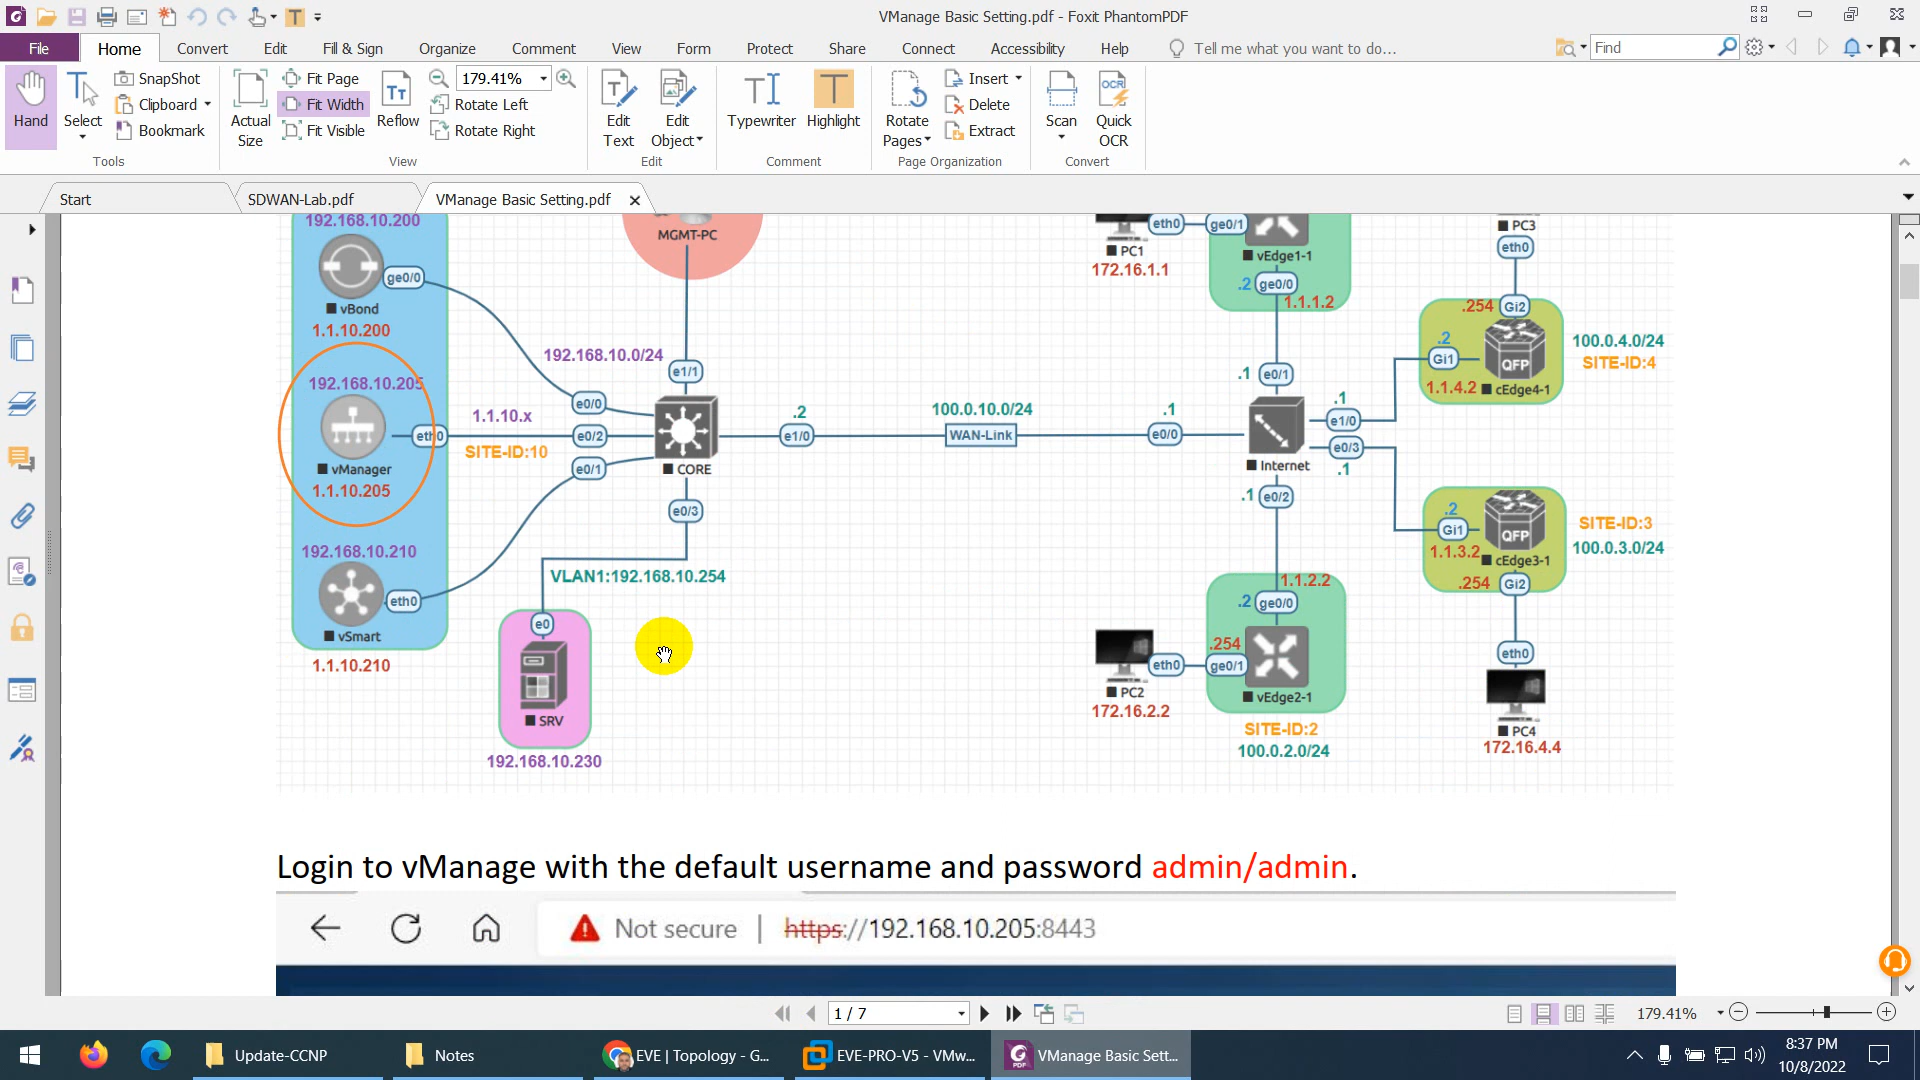 VManage Basic Setting.pdf - Foxit PhantomPDF
File Home Convert Edit Fill & Sign Organize Comment View Form Protect Share Connect Accessibility Help Tell me what you want to do... Find
Hand
Select
SnapShot
Clipboard
Bookmark
Tools
Actual Size
Fit Page
Fit Width
Fit Visible
Reflow
179.41%
Rotate Left
Rotate Right
View
Edit Text
Edit Object
Edit
Typewriter
Highlight
Comment
Rotate Pages
Insert
Delete
Extract
Page Organization
Scan
Quick OCR
Convert
Start
SDWAN-Lab.pdf
VManage Basic Setting.pdf
192.168.10.200
ge0/0
vBond
1.1.10.200
192.168.10.205
eth0
vManager
1.1.10.205
192.168.10.210
eth0
vSmart
1.1.10.210
MGMT-PC
192.168.10.0/24
e1/1
e0/0
1.1.10.x
e0/2
SITE-ID:10
e0/1
CORE
e0/3
VLAN1:192.168.10.254
e0
SRV
192.168.10.230
.2
e1/0
100.0.10.0/24
WAN-Link
.1
e0/0
Internet
PC1
172.16.1.1
eth0
ge0/1
vEdge1-1
.2 ge0/0
1.1.1.2
.1 e0/1
.1
e1/0
e0/3
.1
.1 e0/2
1.1.2.2
.2 ge0/0
.254
eth0
ge0/1
PC2
172.16.2.2
vEdge2-1
SITE-ID:2
100.0.2.0/24
PC3
eth0
.254 Gi2
.2
Gi1
QFP
1.1.4.2
cEdge4-1
100.0.4.0/24
SITE-ID:4
.2
Gi1
QFP
1.1.3.2
cEdge3-1
SITE-ID:3
100.0.3.0/24
.254 Gi2
eth0
PC4
172.16.4.4
Login to vManage with the default username and password admin/admin.
Not secure | https://192.168.10.205:8443
1 / 7
179.41%
Update-CCNP
Notes
EVE | Topology - G...
EVE-PRO-V5 - VMw...
VManage Basic Sett...
8:37 PM
10/8/2022